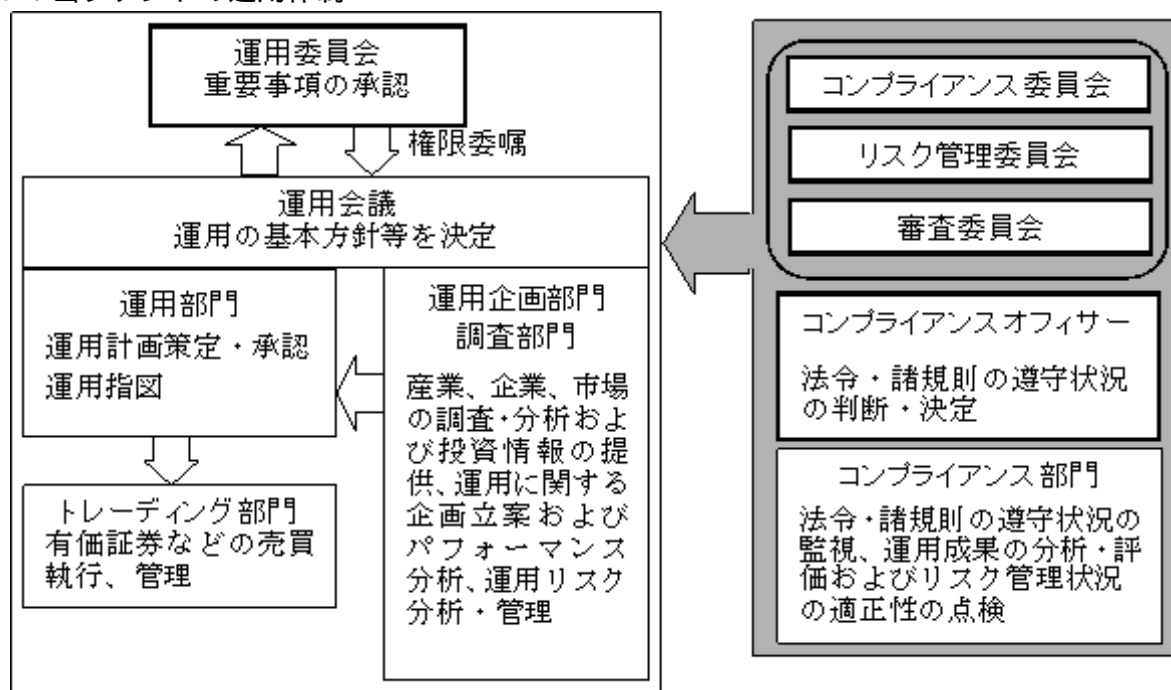 運用委員会
重要事項の承認
権限委嘱
運用会議
運用の基本方針等を決定
運用部門
運用計画策定・承認
運用指図
運用企画部門
調査部門
産業、企業、市場
の調査・分析およ
び投資情報の提
供、運用に関する
企画立案および
パフォーマンス
分析、運用リスク
分析・管理
トレーディング部門
有価証券などの売買
執行、管理
コンプライアンス委員会
リスク管理委員会
審査委員会
コンプライアンスオフィサー
法令・諸規則の遵守状況
の判断・決定
コンプライアンス部門
法令・諸規則の遵守状況の
監視、運用成果の分析・評
価およびリスク管理状況
の適正性の点検